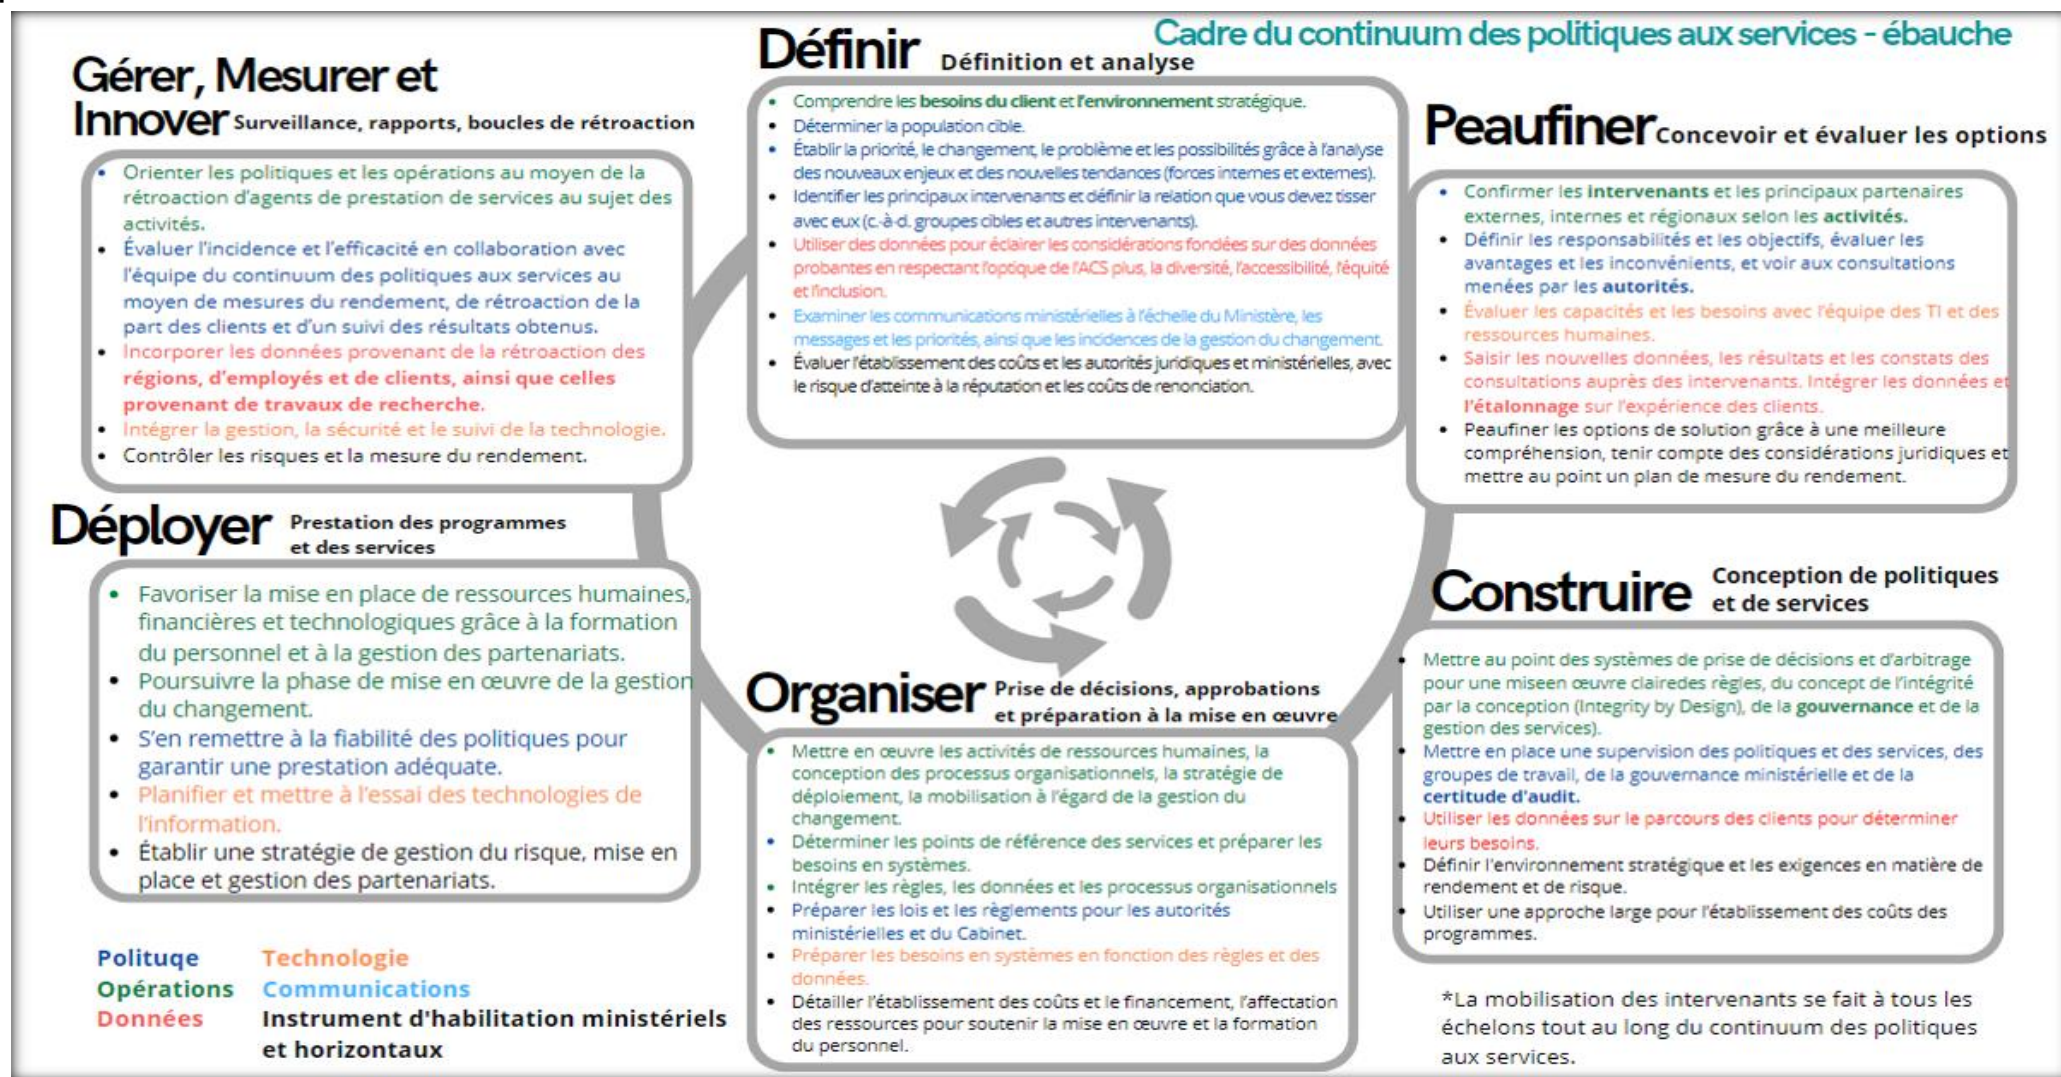 Cadre du continuum des politiques aux services - ébauche
Définir
Définition et analyse
• Comprendre les besoins du client et l'environnement stratégique.
• Déterminer la population cible.
• Établir la priorité, le changement, le problème et les possibilités grâce à l'analyse
des nouveaux enjeux et des nouvelles tendances (forces internes et externes).
• Identifier les principaux intervenants et définir la relation que vous devez tisser
avec eux (c.-à-d. groupes cibles et autres intervenants).
• Utiliser des données pour éclairer les considérations fondées sur des données
probantes en respectant l'optique de l'ACS plus, la diversité, l'accessibilité, l'équité
et l'inclusion.
• Examiner les communications ministérielles à l'échelle du Ministère, les
messages et les priorités, ainsi que les incidences de la gestion du changement.
• Évaluer l'établissement des coûts et les autorités juridiques et ministérielles, avec
le risque d'atteinte à la réputation et les coûts de renonciation.
Peaufiner Concevoir et évaluer les options
• Confirmer les intervenants et les principaux partenaires
externes, internes et régionaux selon les activités.
• Définir les responsabilités et les objectifs, évaluer les
avantages et les inconvénients, et voir aux consultations
menées par les autorités.
• Évaluer les capacités et les besoins avec l'équipe des TI et des
ressources humaines.
• Saisir les nouvelles données, les résultats et les constats des
consultations auprès des intervenants. Intégrer les données et
l'étalonnage sur l'expérience des clients.
• Peaufiner les options de solution grâce à une meilleure
compréhension, tenir compte des considérations juridiques et
mettre au point un plan de mesure du rendement.
Construire
Conception de politiques
et de services
• Mettre au point des systèmes de prise de décisions et d'arbitrage
pour une miseen œuvre clairedes règles, du concept de l'intégrité
par la conception (Integrity by Design), de la gouvernance et de la
gestion des services).
• Mettre en place une supervision des politiques et des services, des
groupes de travail, de la gouvernance ministérielle et de la
certitude d'audit.
• Utiliser les données sur le parcours des clients pour déterminer
leurs besoins.
• Définir l'environnement stratégique et les exigences en matière de
rendement et de risque.
• Utiliser une approche large pour l'établissement des coûts des
programmes.
Organiser
Prise de décisions, approbations
et préparation à la mise en œuvre
• Mettre en œuvre les activités de ressources humaines, la
conception des processus organisationnels, la stratégie de
déploiement, la mobilisation à l'égard de la gestion du
changement.
• Déterminer les points de référence des services et préparer les
besoins en systèmes.
• Intégrer les règles, les données et les processus organisationnels
• Préparer les lois et les règlements pour les autorités
ministérielles et du Cabinet.
• Préparer les besoins en systèmes en fonction des règles et des
données.
• Détailler l'établissement des coûts et le financement, l'affectation
des ressources pour soutenir la mise en œuvre et la formation
du personnel.
Déployer
Prestation des programmes
et des services
• Favoriser la mise en place de ressources humaines,
financières et technologiques grâce à la formation
du personnel et à la gestion des partenariats.
• Poursuivre la phase de mise en œuvre de la gestion
du changement.
• S'en remettre à la fiabilité des politiques pour
garantir une prestation adéquate.
• Planifier et mettre à l'essai des technologies de
l'information.
• Établir une stratégie de gestion du risque, mise en
place et gestion des partenariats.
Gérer, Mesurer et
Innover Surveillance, rapports, boucles de rétroaction
• Orienter les politiques et les opérations au moyen de la
rétroaction d'agents de prestation de services au sujet des
activités.
• Évaluer l'incidence et l'efficacité en collaboration avec
l'équipe du continuum des politiques aux services au
moyen de mesures du rendement, de rétroaction de la
part des clients et d'un suivi des résultats obtenus.
• Incorporer les données provenant de la rétroaction des
régions, d'employés et de clients, ainsi que celles
provenant de travaux de recherche.
• Intégrer la gestion, la sécurité et le suivi de la technologie.
• Contrôler les risques et la mesure du rendement.
Polituqe
Opérations
Données
Technologie
Communications
Instrument d'habilitation ministériels
et horizontaux
*La mobilisation des intervenants se fait à tous les
échelons tout au long du continuum des politiques
aux services.